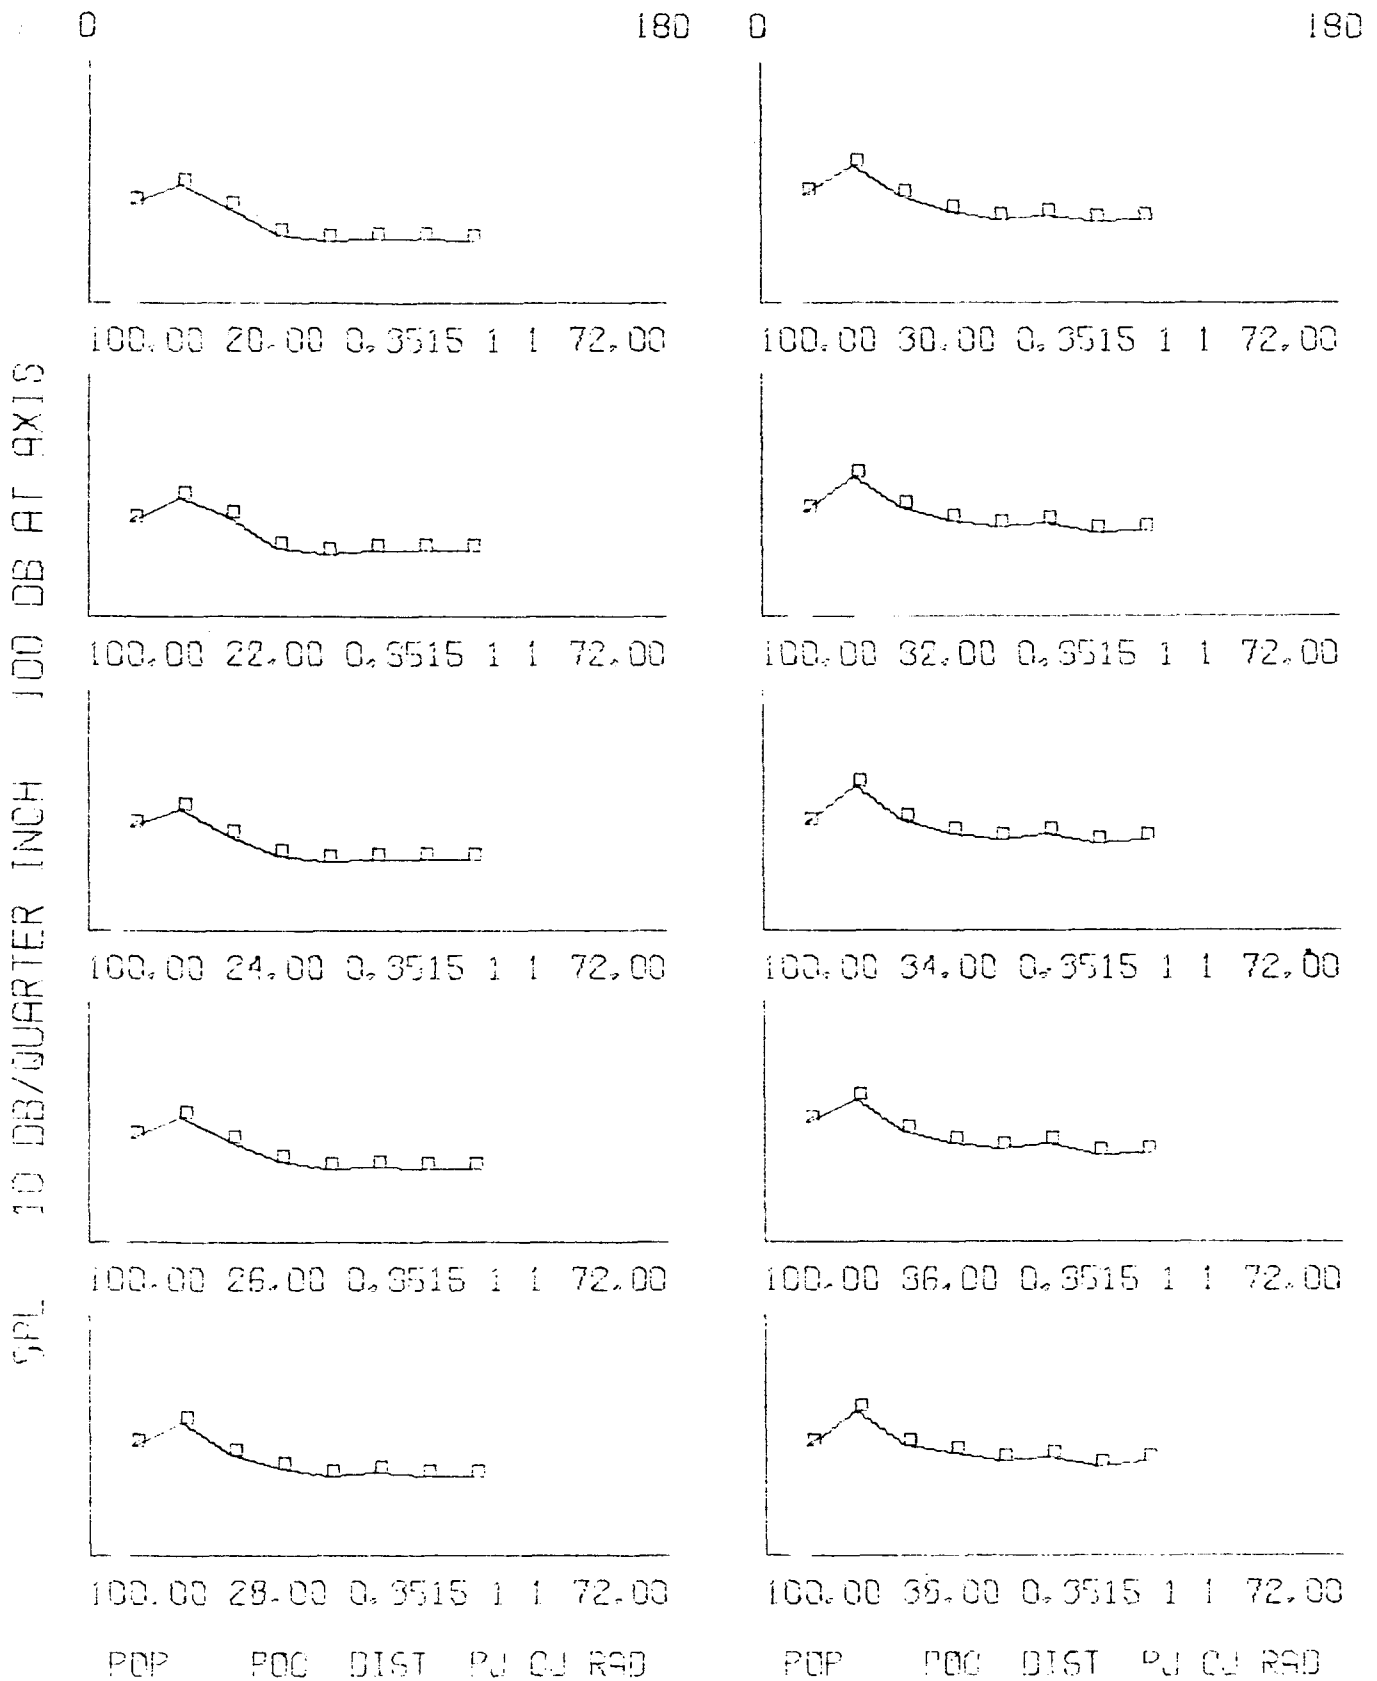 0 180 0 180
100.00 20.00 0.3515 1 1 72.00 100.00 30.00 0.3515 1 1 72.00
100.00 22.00 0.3515 1 1 72.00 100.00 32.00 0.3515 1 1 72.00
100.00 24.00 0.3515 1 1 72.00 100.00 34.00 0.3515 1 1 72.00
100.00 26.00 0.3515 1 1 72.00 100.00 36.00 0.3515 1 1 72.00
100.00 28.00 0.3515 1 1 72.00 100.00 38.00 0.3515 1 1 72.00
DIST PJ QJ RAD DIST PJ QJ RAD
SPL 10 DB/QUARTER INCH 100 DB AT AXIS